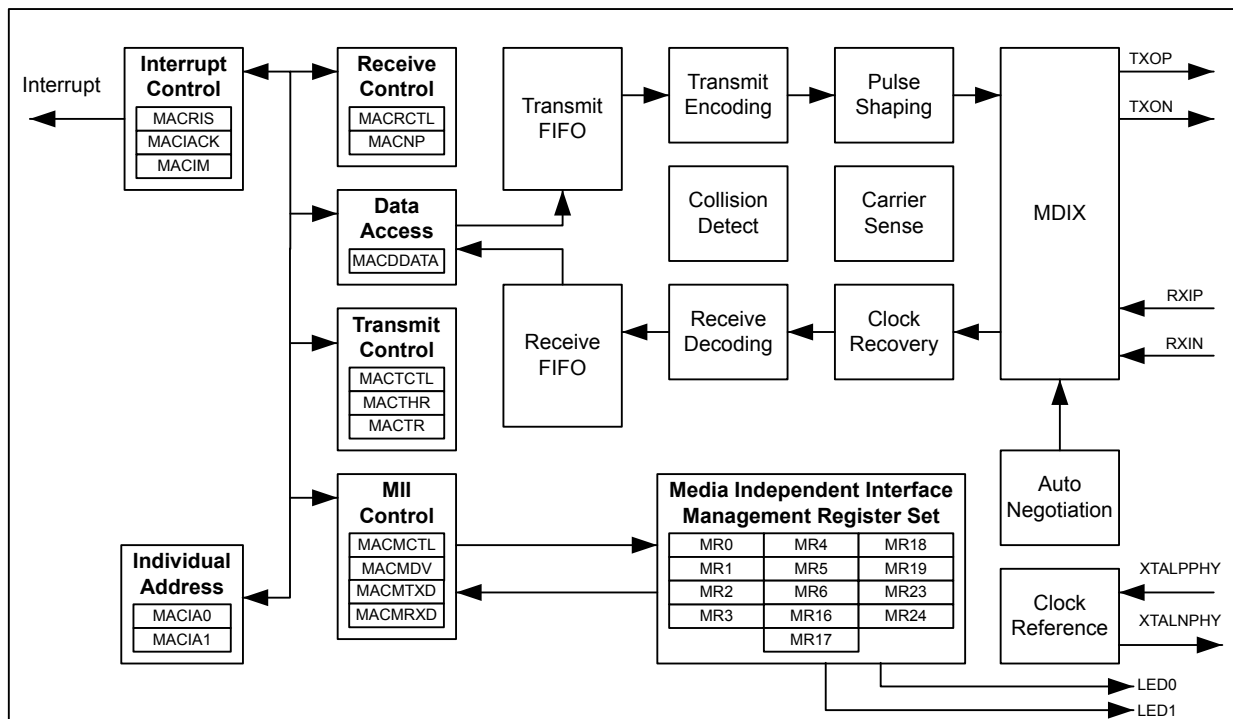 Interrupt
Interrupt
Control
MACRIS
MACIACK
MACIM
Receive
Control
MACRCTL
MACNP
Data
Access
MACDDATA
Transmit
Control
MACTCTL
MACTHR
MACTR
MII
Control
MACMCTL
MACMDV
MACMTXD
MACMRXD
Individual
Address
MACIA0
MACIA1
Transmit
FIFO
Transmit
Encoding
Pulse
Shaping
Collision
Detect
Carrier
Sense
Receive
FIFO
Receive
Decoding
Clock
Recovery
MDIX
TXOP
TXON
RXIP
RXIN
Auto
Negotiation
Media Independent Interface
Management Register Set
MR0 MR4 MR18
MR1 MR5 MR19
MR2 MR6 MR23
MR3 MR16 MR24
MR17
Clock
Reference
XTALPPHY
XTALNPHY
LED0
LED1